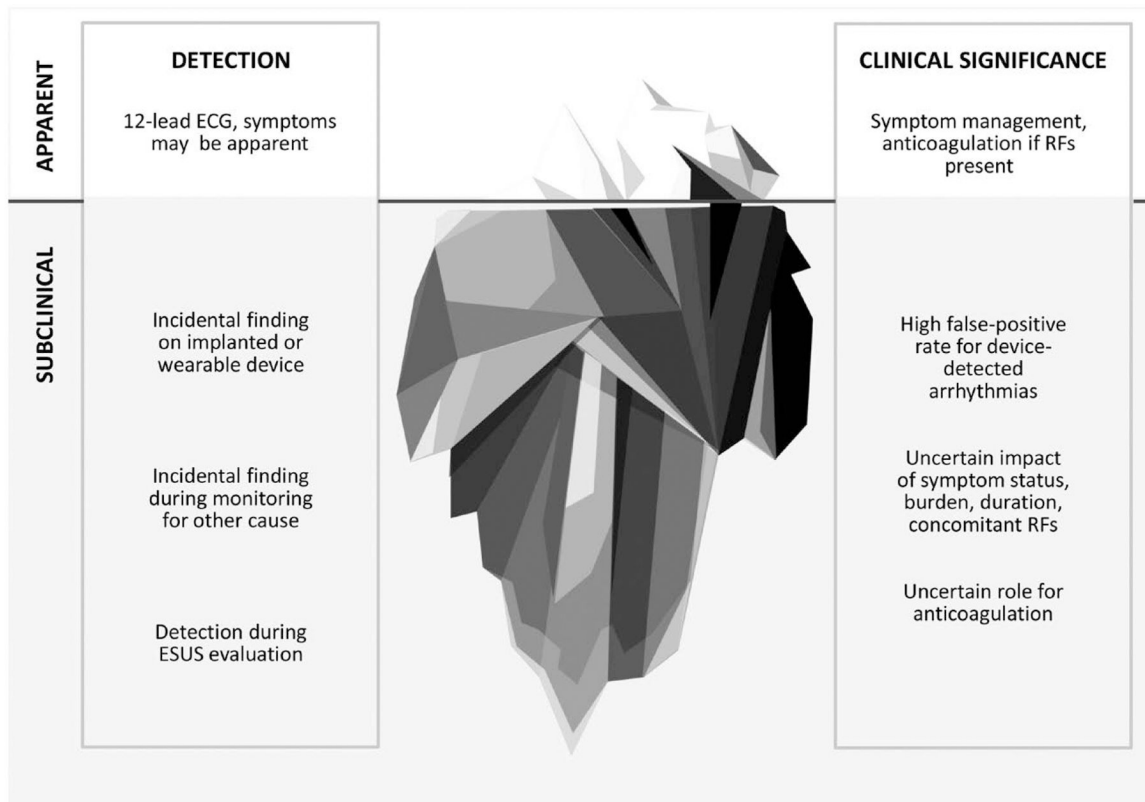 APPARENT
DETECTION
12-lead ECG, symptoms
may be apparent
CLINICAL SIGNIFICANCE
Symptom management,
anticoagulation if RFs
present
SUBCLINICAL
Incidental finding
on implanted or
wearable device
Incidental finding
during monitoring
for other cause
Detection during
ESUS evaluation
High false-positive
rate for device-
detected
arrhythmias
Uncertain impact
of symptom status,
burden, duration,
concomitant RFs
Uncertain role for
anticoagulation